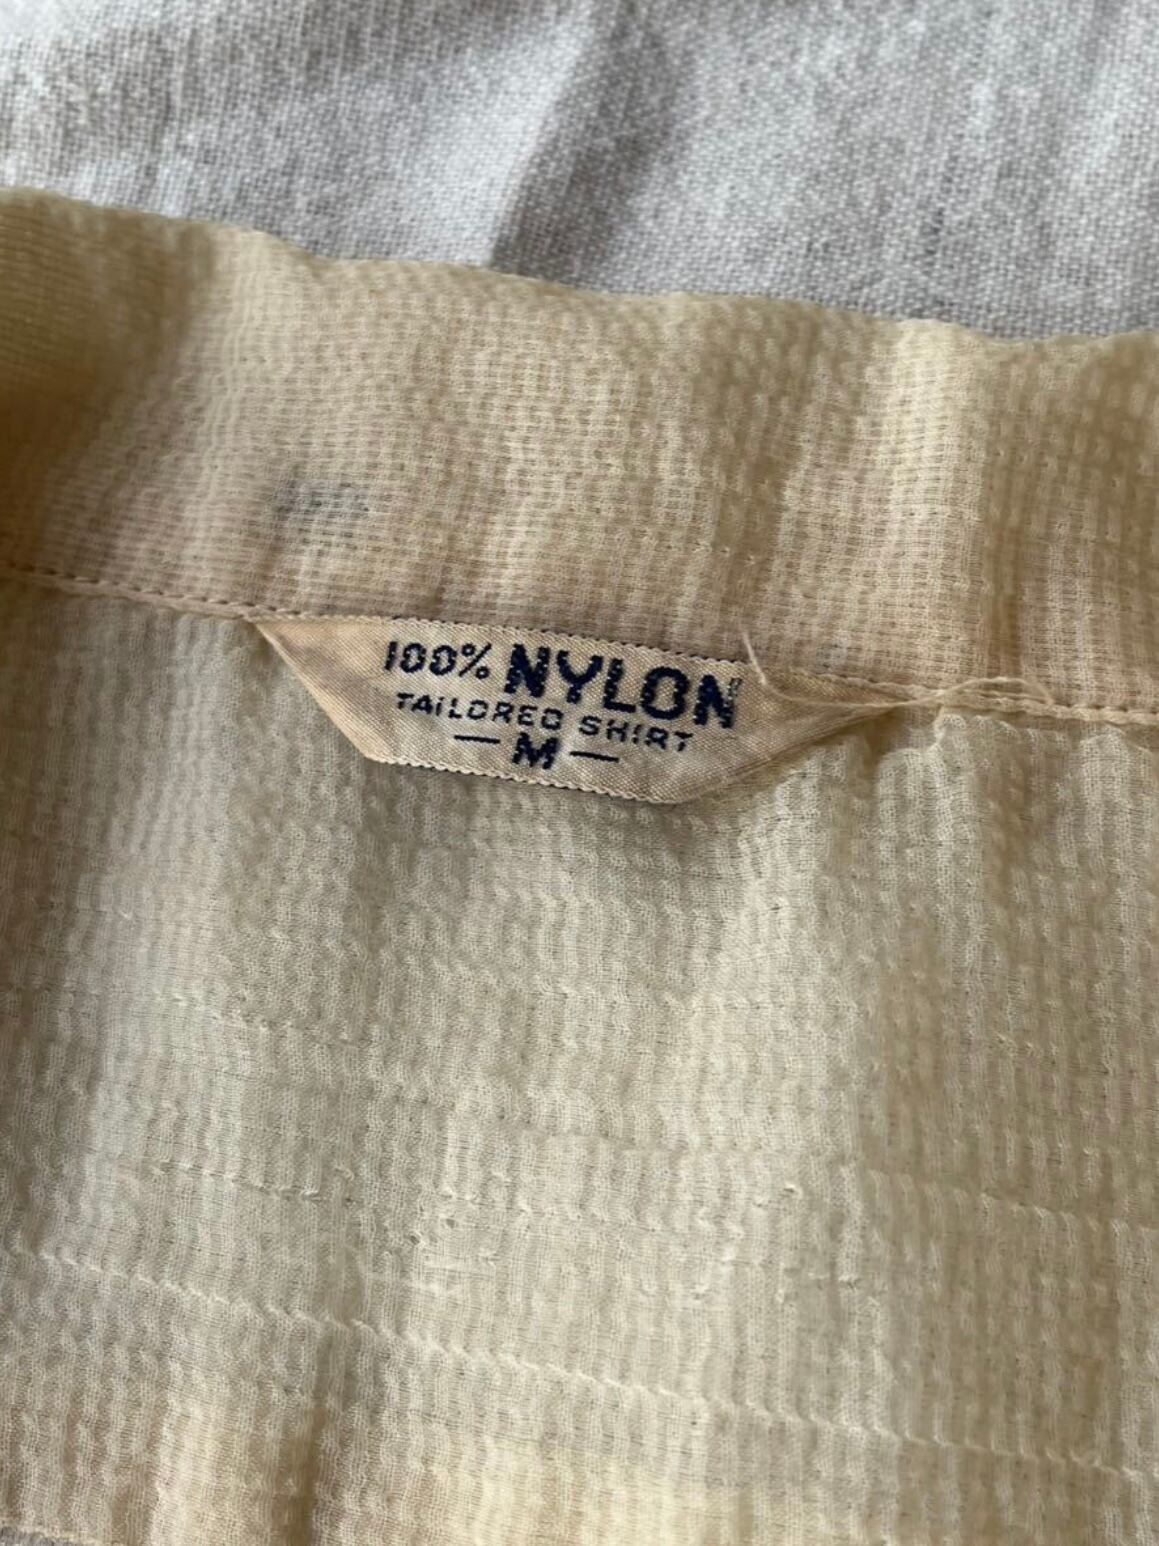 100% NYLON
TAILORED SHIRT
— M —